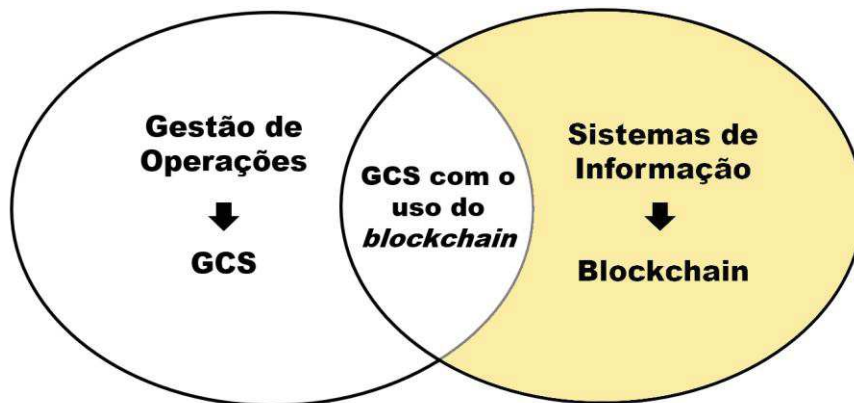 Gestão de
Operações
GCS
GCS com o
uso do
blockchain
Sistemas de
Informação
Blockchain